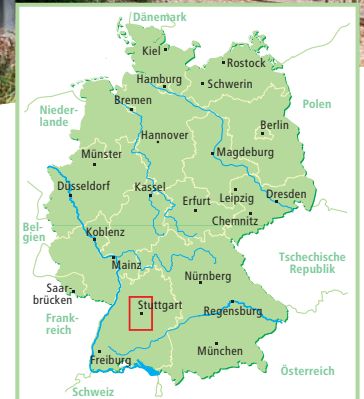 Dänemark
Kiel
Rostock
Hamburg
Schwerin
Bremen
Nieder-
lande
Polen
Berlin
Hannover
Magdeburg
Münster
Düsseldorf
Kassel
Leipzig
Dresden
Erfurt
Chemnitz
Bel-
gien
Koblenz
Mainz
Tschechische
Republik
Nürnberg
Saar-
brücken
Stuttgart
Regensburg
Frank-
reich
München
Freiburg
Österreich
Schweiz